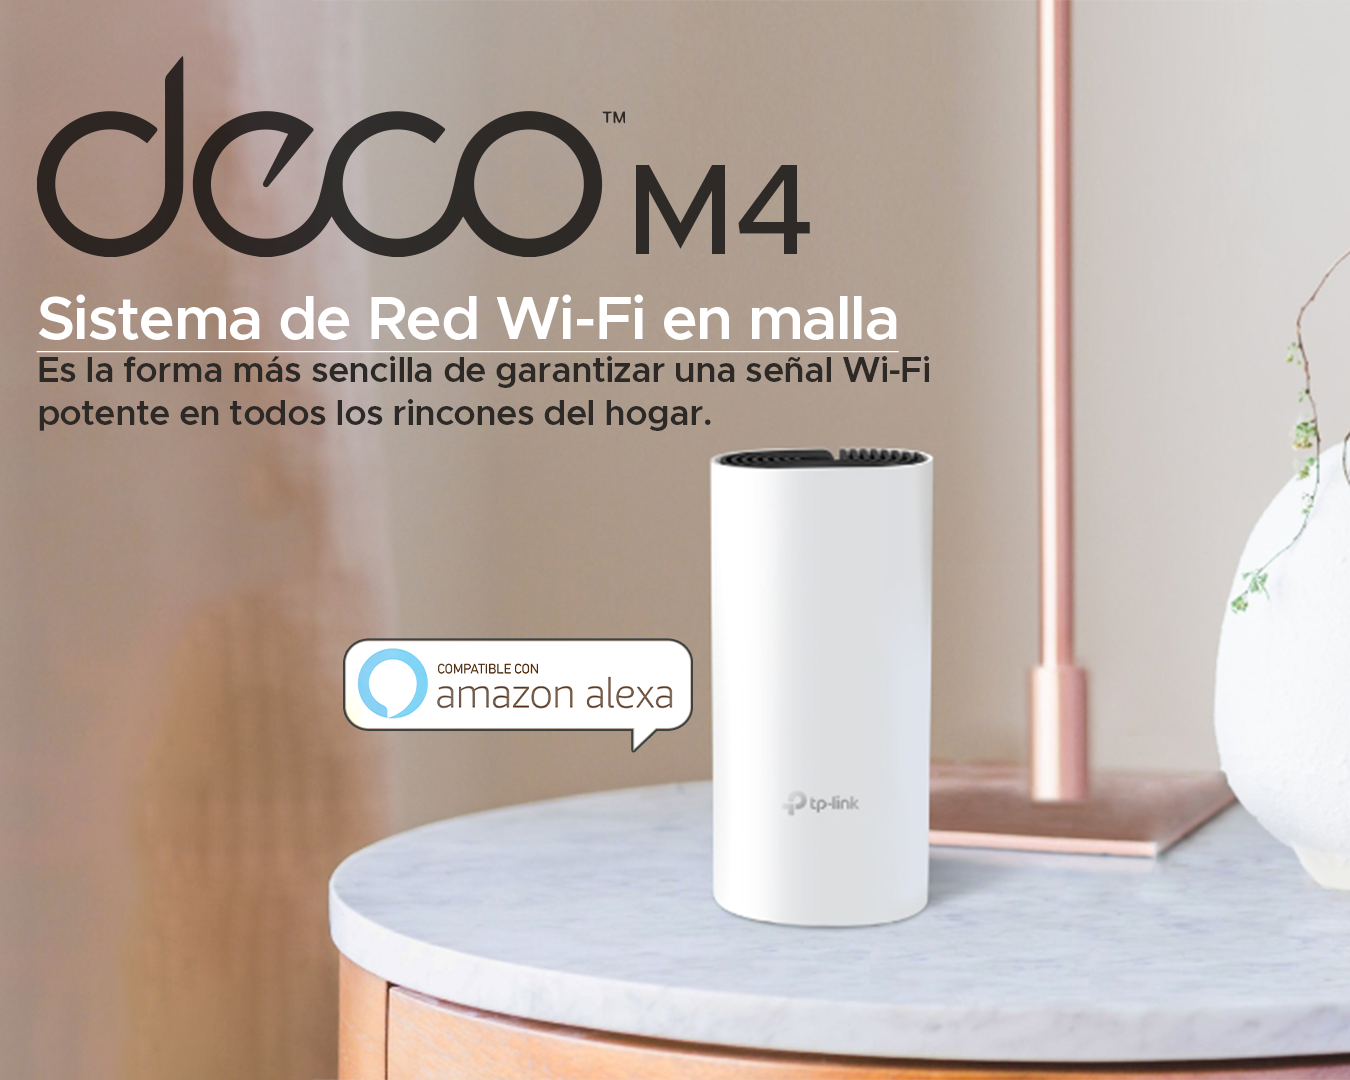 deco™ M4
Sistema de Red Wi-Fi en malla
Es la forma más sencilla de garantizar una señal Wi-Fi
potente en todos los rincones del hogar.
COMPATIBLE CON
amazon alexa
tp-link